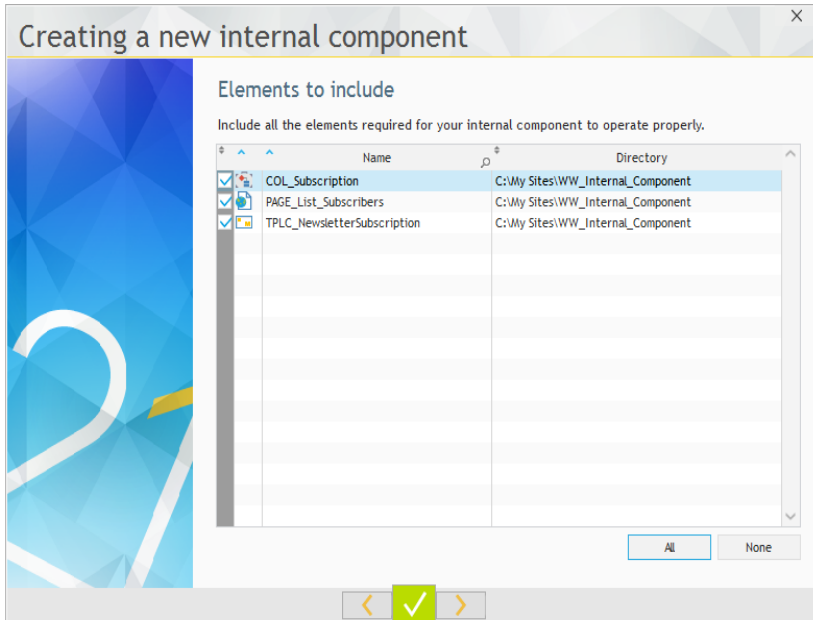 Creating a new internal component
Elements to include
Include all the elements required for your internal component to operate properly.
Name Directory
COL_Subscription C:\My Sites\WW_Internal_Component
PAGE_List_Subscribers C:\My Sites\WW_Internal_Component
TPLC_NewsletterSubscription C:\My Sites\WW_Internal_Component
All None
21